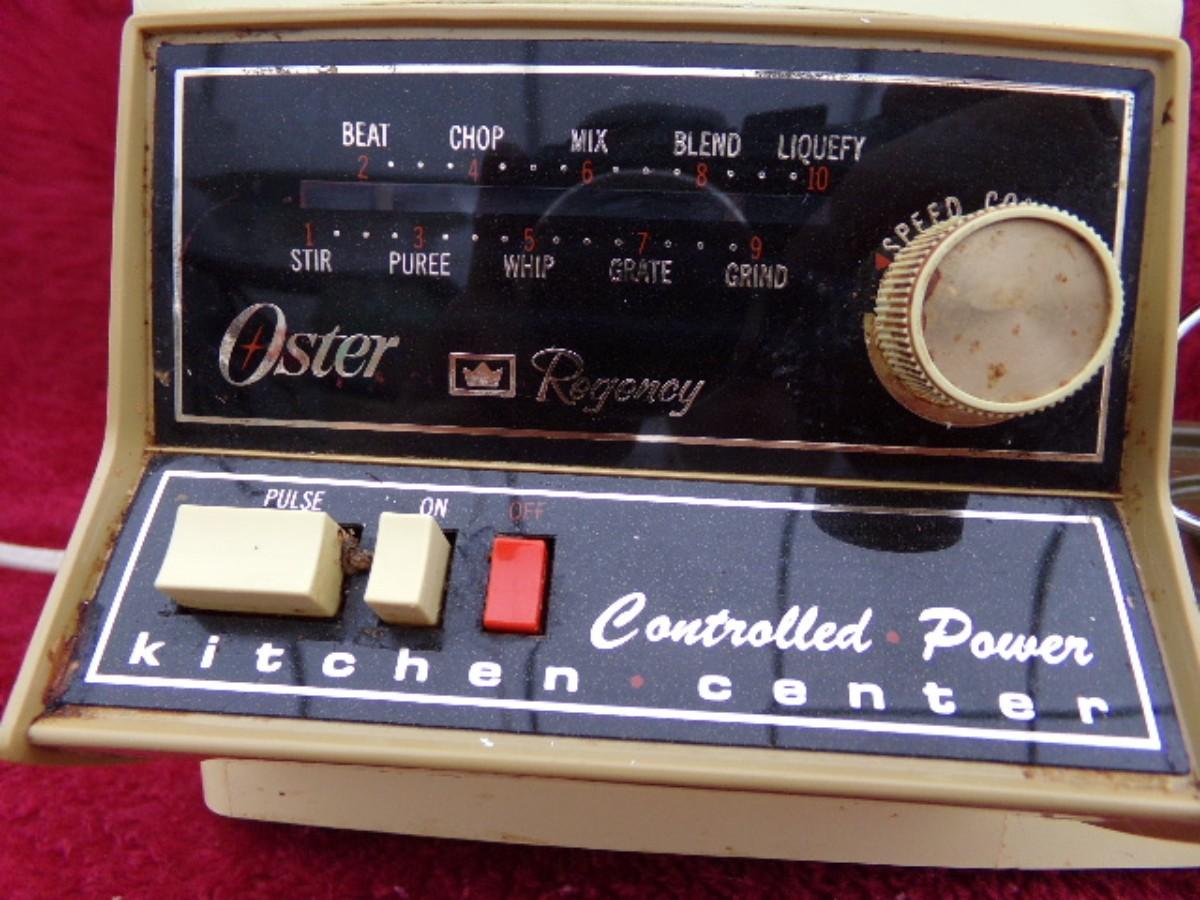 BEAT CHOP MIX BLEND LIQUEFY
2 4 6 8 10
1 3 5 7 9
STIR PUREE WHIP GRATE GRIND
SPEED
Oster Regency
PULSE ON OFF
Controlled • Power
kitchen • center